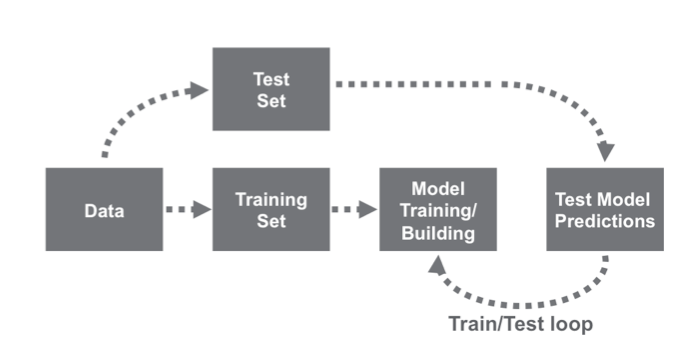 Test
Set
Data
Training
Set
Model
Training/
Building
Test Model
Predictions
Train/Test loop